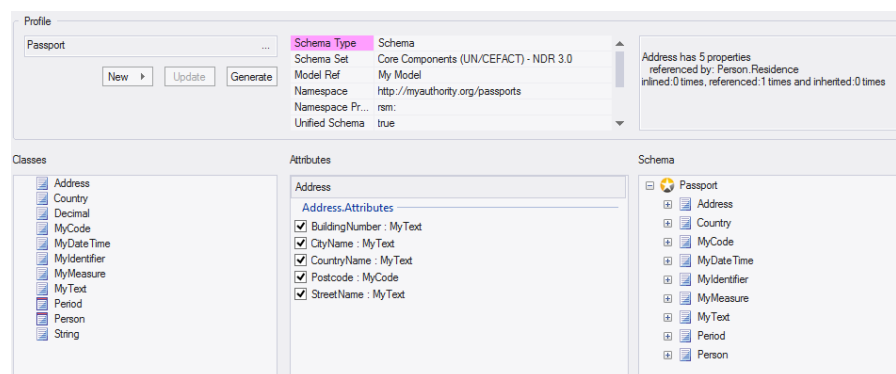 Profile
Passport ...
New Update Generate
Schema Type Schema
Schema Set Core Components (UN/CEFACT) - NDR 3.0
Model Ref My Model
Namespace http://myauthority.org/passports
Namespace Pr... rsm:
Unified Schema true
Address has 5 properties
referenced by: Person.Residence
inlined:0 times, referenced:1 times and inherited:0 times
Classes
Address
Country
Decimal
MyCode
MyDateTime
MyIdentifier
MyMeasure
MyText
Period
Person
String
Attributes
Address
Address.Attributes
BuildingNumber : MyText
CityName : MyText
CountryName : MyText
Postcode : MyCode
StreetName : MyText
Schema
Passport
Address
Country
MyCode
MyDateTime
MyIdentifier
MyMeasure
MyText
Period
Person